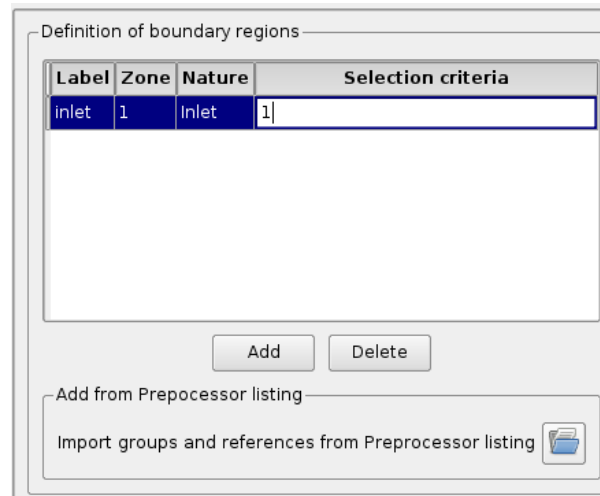 Definition of boundary regions
Label Zone Nature Selection criteria
inlet 1 Inlet 1
Add Delete
Add from Prepocessor listing
Import groups and references from Preprocessor listing